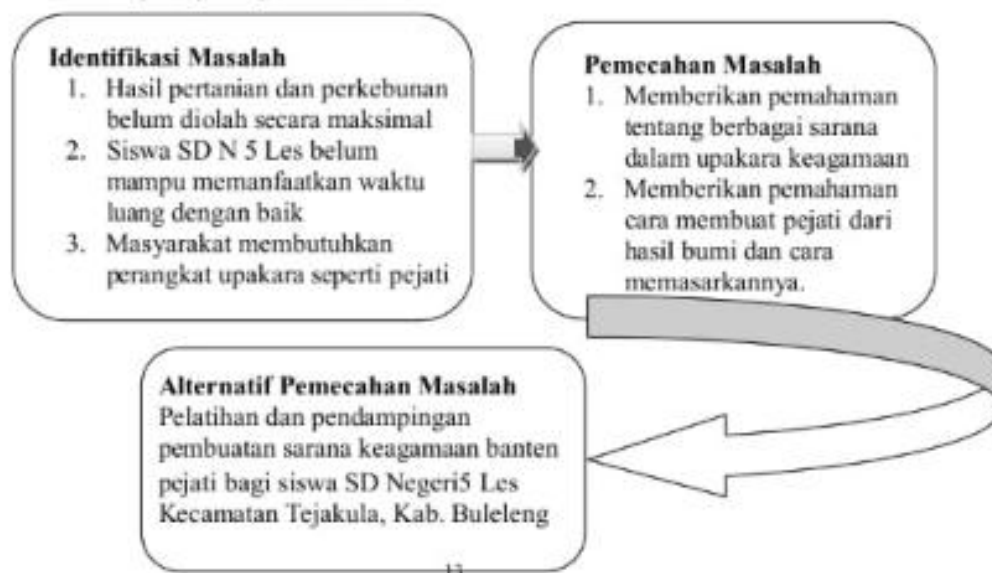 Identifikasi Masalah
1. Hasil pertanian dan perkebunan
belum diolah secara maksimal
2. Siswa SD N 5 Les belum
mampu memanfaatkan waktu
luang dengan baik
3. Masyarakat membutuhkan
perangkat upakara seperti pejati
Pemecahan Masalah
1. Memberikan pemahaman
tentang berbagai sarana
dalam upakara keagamaan
2. Memberikan pemahaman
cara membuat pejati dari
hasil bumi dan cara
memasarkannya.
Alternatif Pemecahan Masalah
Pelatihan dan pendampingan
pembuatan sarana keagamaan banten
pejati bagi siswa SD Negeri5 Les
Kecamatan Tejakula, Kab. Buleleng